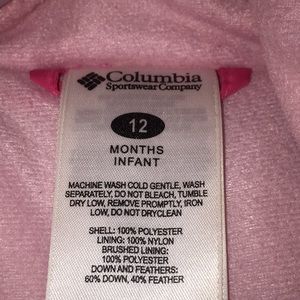 Columbia
Sportswear Company
12
MONTHS
INFANT
MACHINE WASH COLD GENTLE, WASH
SEPARATELY, DO NOT BLEACH, TUMBLE
DRY LOW, REMOVE PROMPTLY, IRON
LOW, DO NOT DRYCLEAN
SHELL: 100% POLYESTER
LINING: 100% NYLON
BRUSHED LINING:
100% POLYESTER
DOWN AND FEATHERS:
60% DOWN, 40% FEATHER